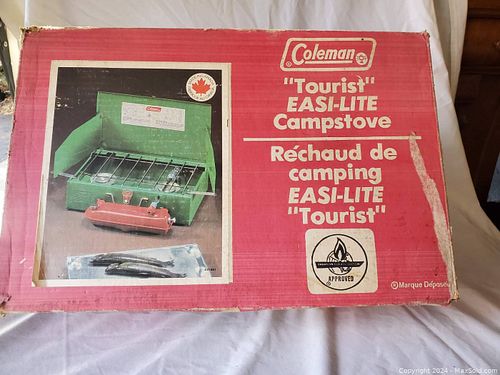 Coleman
"Tourist"
EASI-LITE
Campstove
Réchaud de
camping
EASI-LITE
"Tourist"
Coleman
APPROVED
® Marque Déposée
Copyright © 2024 - MaxSold.com